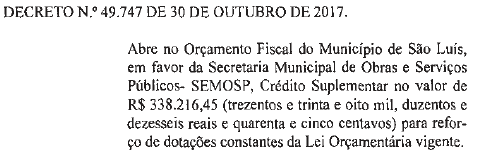 DECRETO N.º 49.747 DE 30 DE OUTUBRO DE 2017.
Abre no Orçamento Fiscal do Município de São Luís,
em favor da Secretaria Municipal de Obras e Serviços
Públicos- SEMOSP, Crédito Suplementar no valor de
R$ 338.216,45 (trezentos e trinta e oito mil, duzentos e
dezesseis reais e quarenta e cinco centavos) para refor-
ço de dotações constantes da Lei Orçamentária vigente.